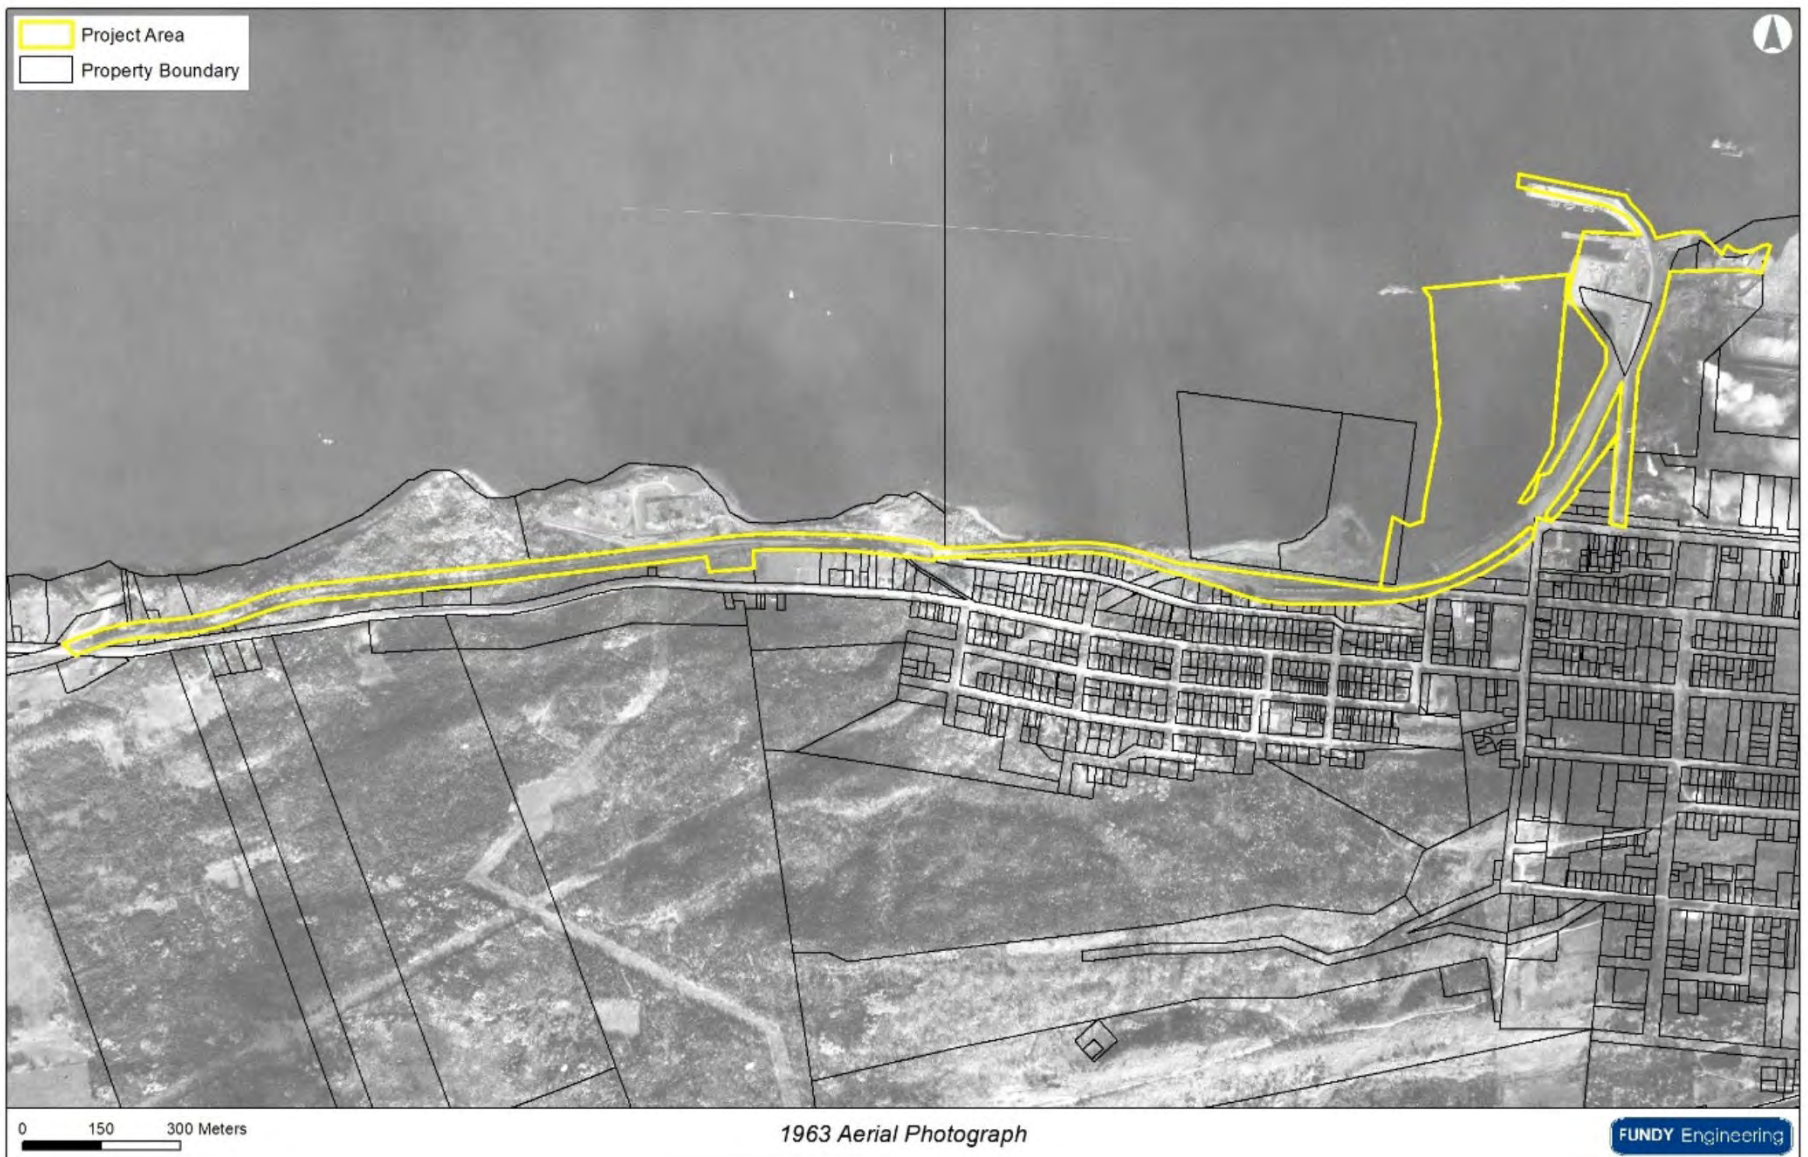 Project Area
Property Boundary
0 150 300 Meters
1963 Aerial Photograph
FUNDY Engineering